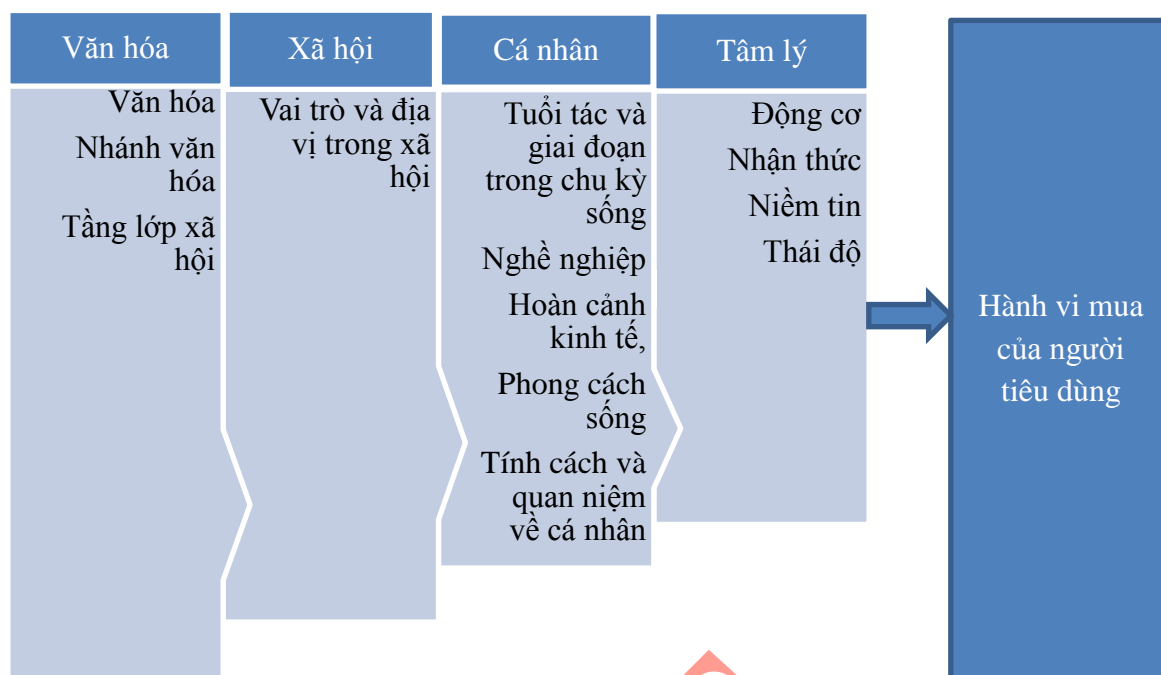 Văn hóa
Văn hóa
Nhánh văn
hóa
Tầng lớp xã
hội
Xã hội
Vai trò và địa
vị trong xã
hội
Cá nhân
Tuổi tác và
giai đoạn
trong chu kỳ
sống
Nghề nghiệp
Hoàn cảnh
kinh tế,
Phong cách
sống
Tính cách và
quan niệm
về cá nhân
Tâm lý
Động cơ
Nhận thức
Niềm tin
Thái độ
Hành vi mua
của người
tiêu dùng